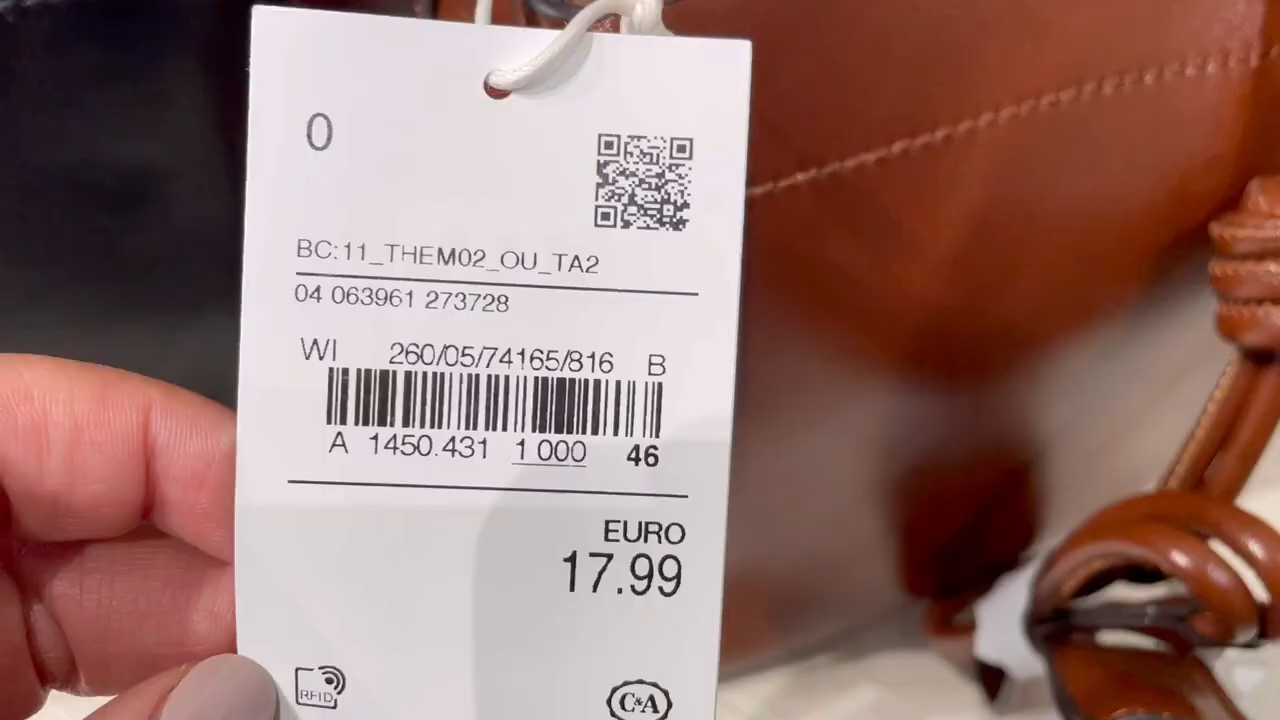 0
BC:11_THEM02_OU_TA2
04 063961 273728
WI 260/05/74165/816 B
A 1450.431 1 000 46
EURO
17.99
RFID
C&A